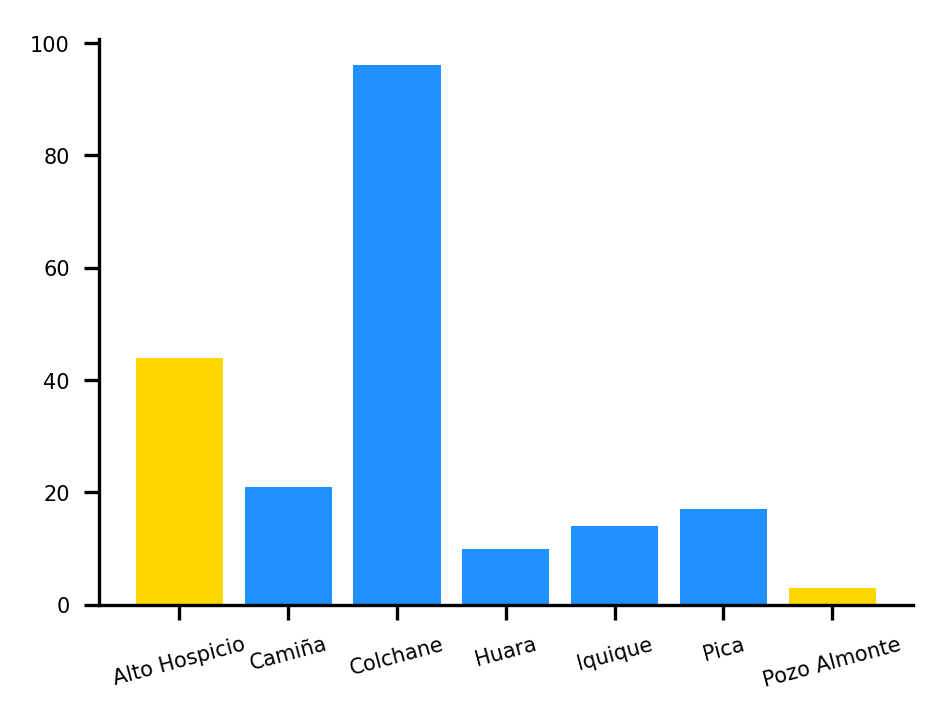 100
80
60
40
20
0
Alto Hospicio
Camiña
Colchane
Huara
Iquique
Pica
Pozo Almonte